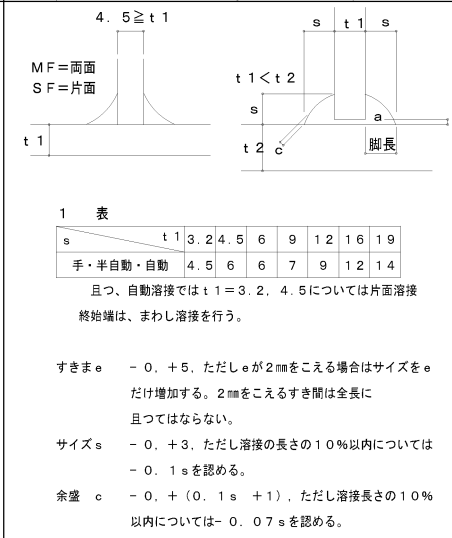 4．5≧t1
MF＝両面
SF＝片面
t1
s t1 s
t1＜t2
s
a
t2
c
脚長
1 表
s t1 3.2 4.5 6 9 12 16 19
手・半自動・自動 4.5 6 6 7 9 12 14
且つ、自動溶接ではt1＝3.2，4.5については片面溶接
終始端は、まわし溶接を行う。
すきまe －0，＋5，ただしeが2㎜をこえる場合はサイズをe
だけ増加する。2㎜をこえるすき間は全長に
且つてはならない。
サイズs －0，＋3，ただし溶接の長さの10％以内については
－0．1sを認める。
余盛 c －0，＋（0．1s ＋1），ただし溶接長さの10％
以内については－0．07sを認める。